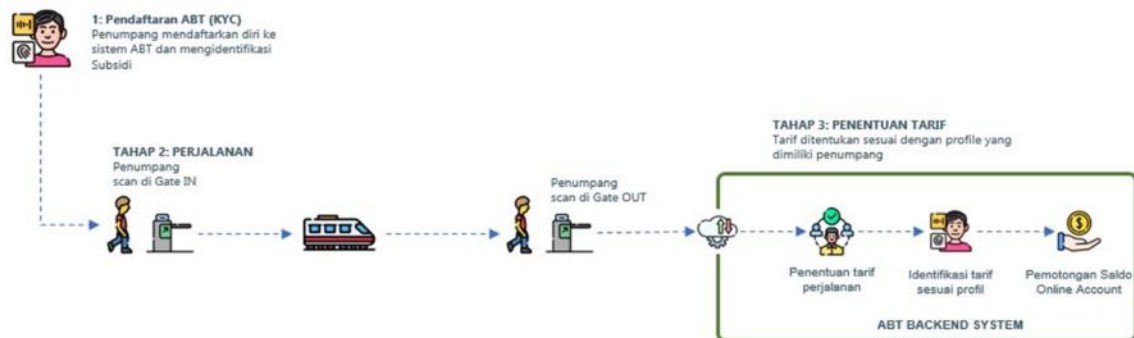 1: Pendaftaran ABT (KYC)
Penumpang mendaftarkan diri ke
sistem ABT dan mengidentifikasi
Subsidi
TAHAP 2: PERJALANAN
Penumpang
scan di Gate IN
Penumpang
scan di Gate OUT
TAHAP 3: PENENTUAN TARIF
Tarif ditentukan sesuai dengan profile yang
dimiliki penumpang
Penentuan tarif
perjalanan
Identifikasi tarif
sesuai profil
Pemotongan Saldo
Online Account
ABT BACKEND SYSTEM